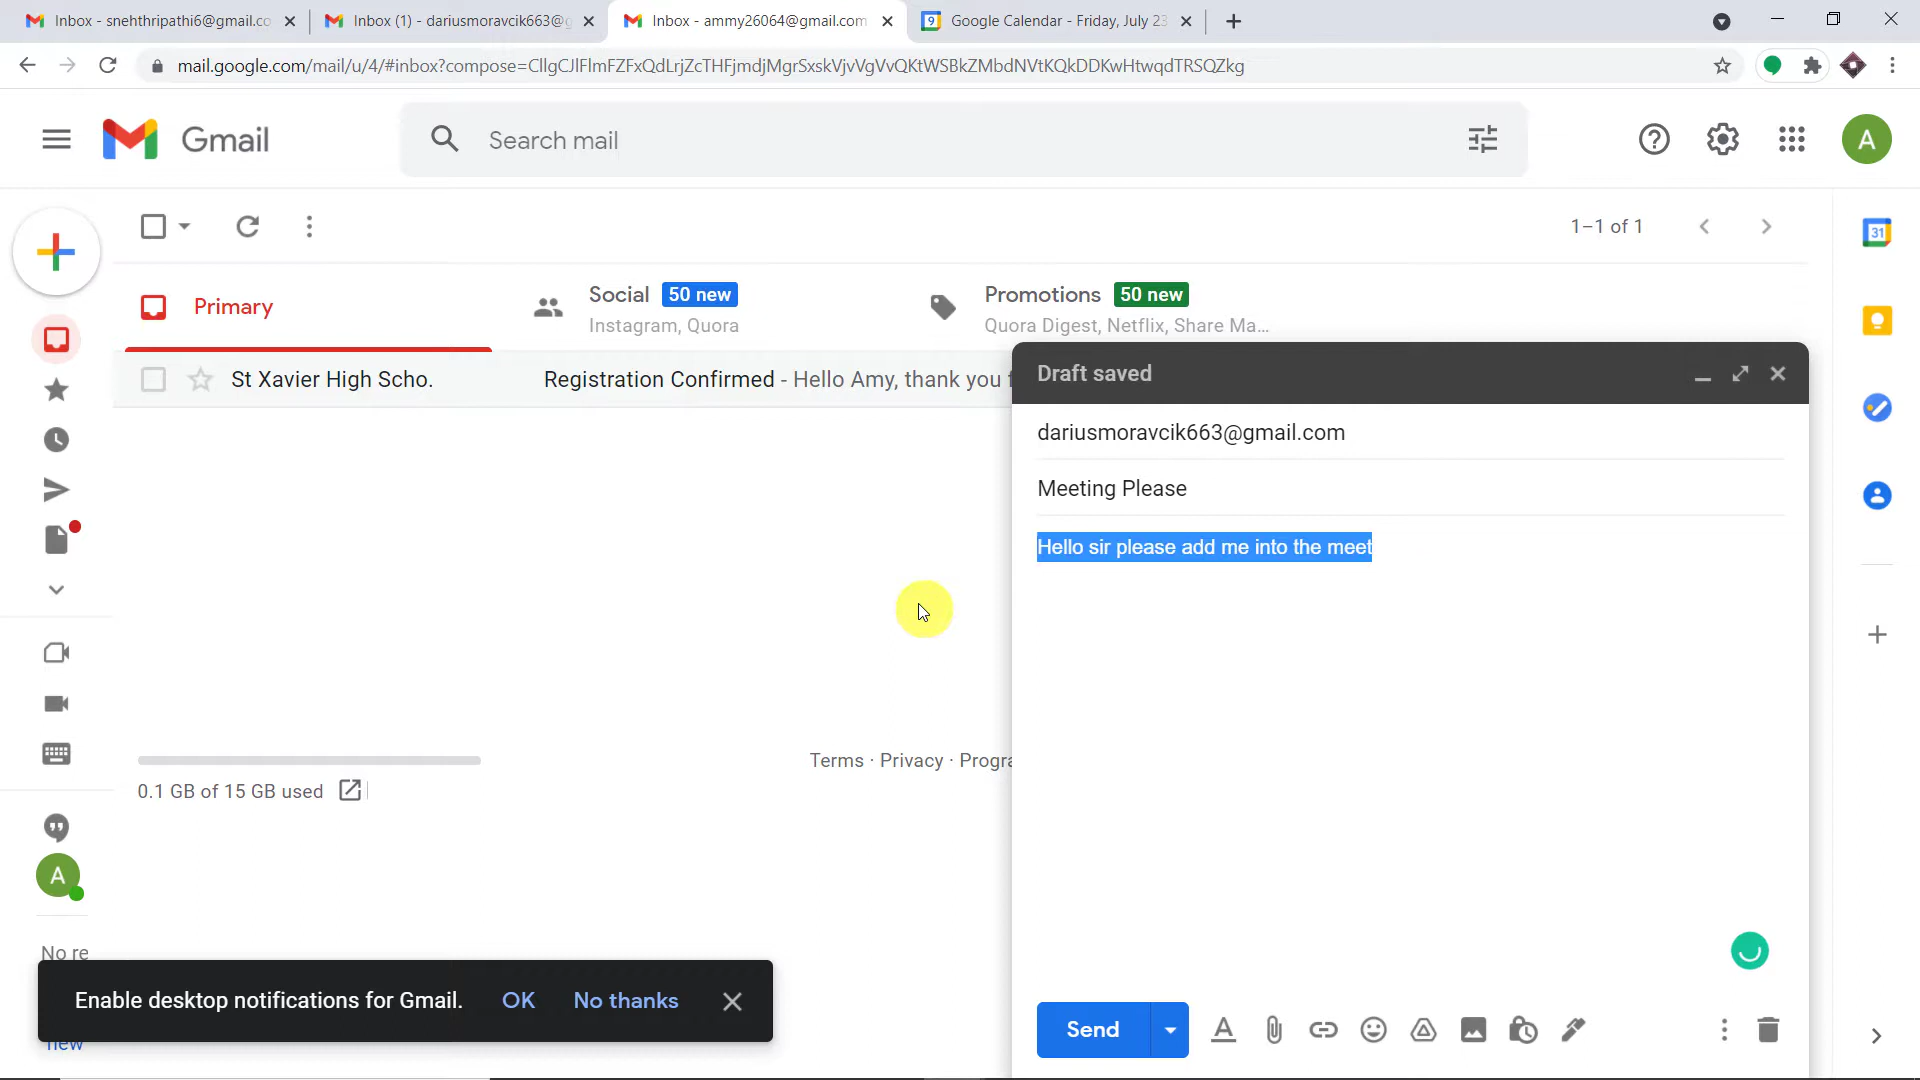 Inbox - snehthripathi6@gmail.co
Inbox (1) - dariusmoravcik663@g
Inbox - ammy26064@gmail.com
Google Calendar - Friday, July 23
mail.google.com/mail/u/4/#inbox?compose=CllgCJlFlmFZFxQdLrjZcTHFjmdjMgrSxskVjvVgVvQKtWSBkZMbdNVtKQkDDKwHtwqdTRSQZkg
Gmail
Search mail
A
1–1 of 1
31
Primary
Social 50 new
Instagram, Quora
Promotions 50 new
Quora Digest, Netflix, Share Ma...
St Xavier High Scho.
Registration Confirmed - Hello Amy, thank you f
Draft saved
dariusmoravcik663@gmail.com
Meeting Please
Hello sir please add me into the meet
Terms · Privacy · Progra
0.1 GB of 15 GB used
A
No re
Enable desktop notifications for Gmail. OK No thanks
new
Send